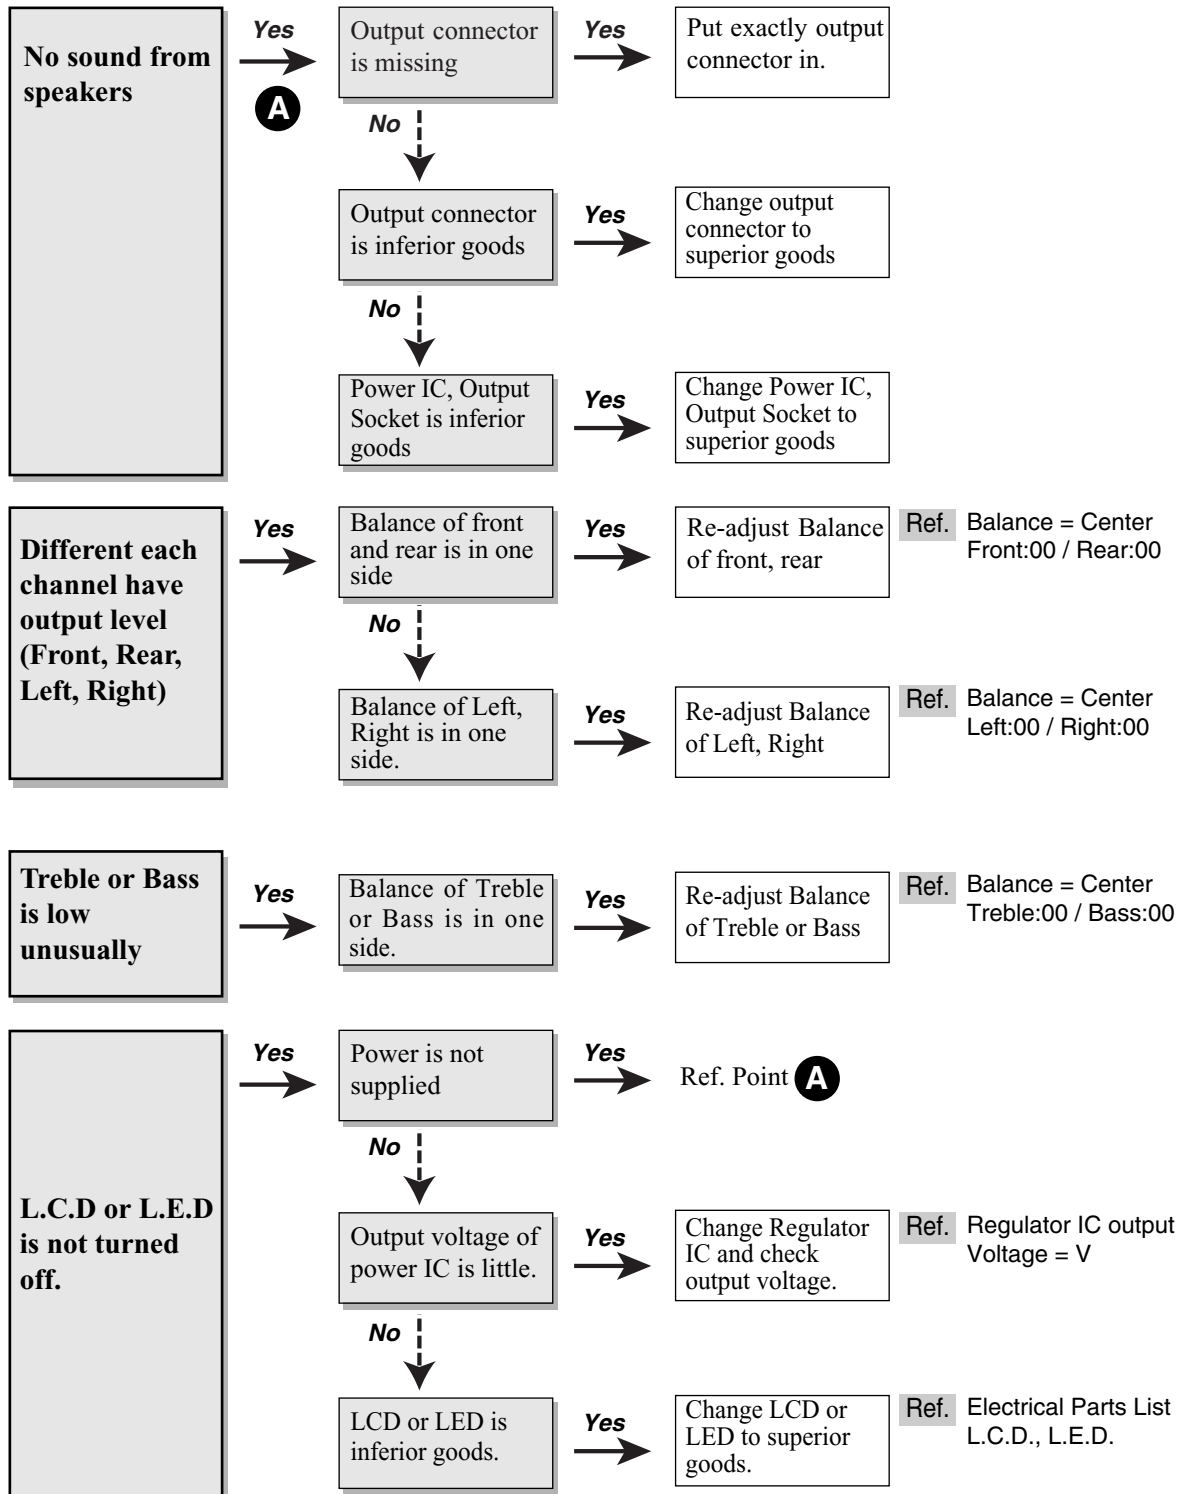 No sound from
speakers
Yes
A
Output connector
is missing
Yes
Put exactly output
connector in.
No
Output connector
is inferior goods
Yes
Change output
connector to
superior goods
No
Power IC, Output
Socket is inferior
goods
Yes
Change Power IC,
Output Socket to
superior goods
Different each
channel have
output level
(Front, Rear,
Left, Right)
Yes
Balance of front
and rear is in one
side
Yes
Re-adjust Balance
of front, rear
Ref. Balance = Center
Front:00 / Rear:00
No
Balance of Left,
Right is in one
side.
Yes
Re-adjust Balance
of Left, Right
Ref. Balance = Center
Left:00 / Right:00
Treble or Bass
is low
unusually
Yes
Balance of Treble
or Bass is in one
side.
Yes
Re-adjust Balance
of Treble or Bass
Ref. Balance = Center
Treble:00 / Bass:00
L.C.D or L.E.D
is not turned
off.
Yes
Power is not
supplied
Yes
Ref. Point A
No
Output voltage of
power IC is little.
Yes
Change Regulator
IC and check
output voltage.
Ref. Regulator IC output
Voltage = V
No
LCD or LED is
inferior goods.
Yes
Change LCD or
LED to superior
goods.
Ref. Electrical Parts List
L.C.D., L.E.D.